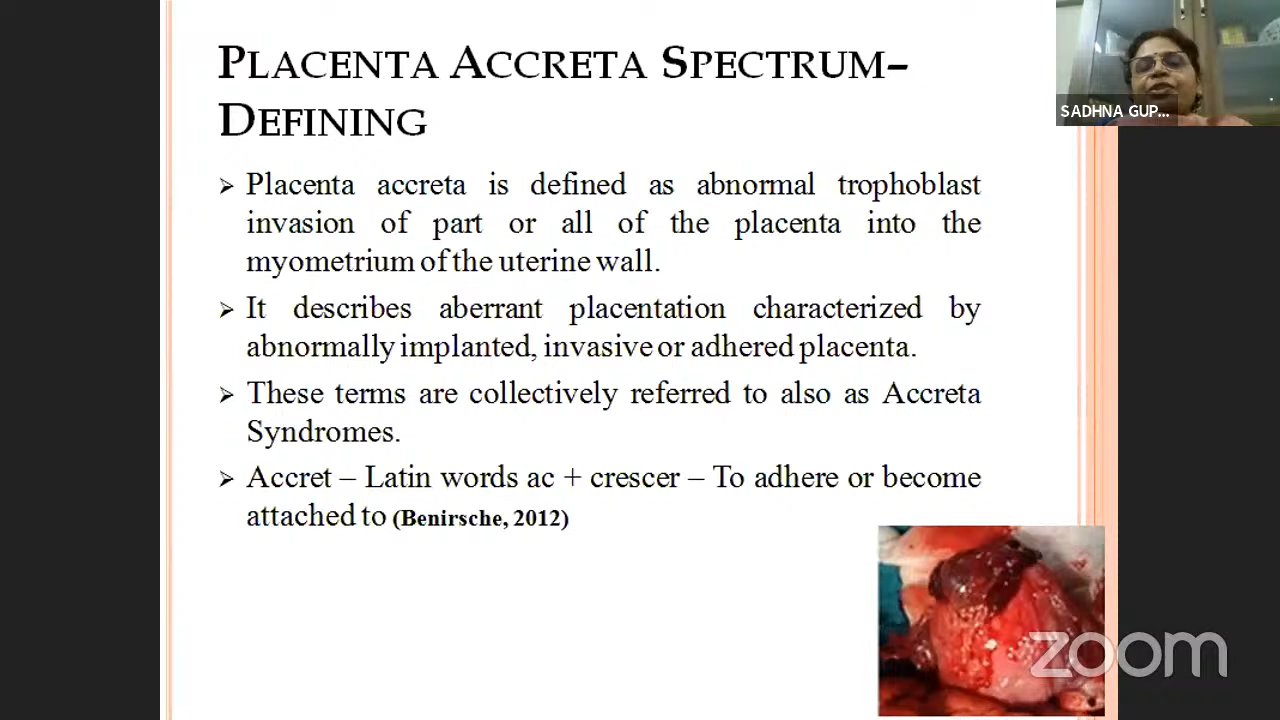 PLACENTA ACCRETA SPECTRUM–
DEFINING
➢ Placenta accreta is defined as abnormal trophoblast
invasion of part or all of the placenta into the
myometrium of the uterine wall.
➢ It describes aberrant placentation characterized by
abnormally implanted, invasive or adhered placenta.
➢ These terms are collectively referred to also as Accreta
Syndromes.
➢ Accret – Latin words ac + crescer – To adhere or become
attached to (Benirsche, 2012)
SADHNA GUP...
zoom